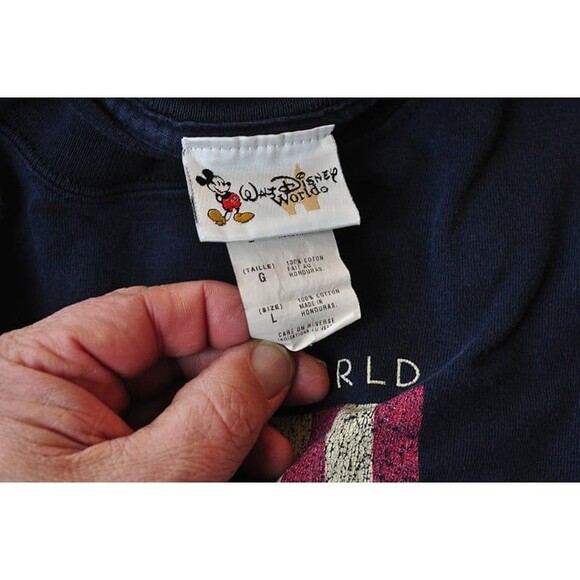 Walt Disney
World®
(TAILLE)
G
100% COTON
FAIT AU
HONDURAS.
(SIZE)
L
100% COTTON
MADE IN
HONDURAS.
CARE ON REVERSE
RLD